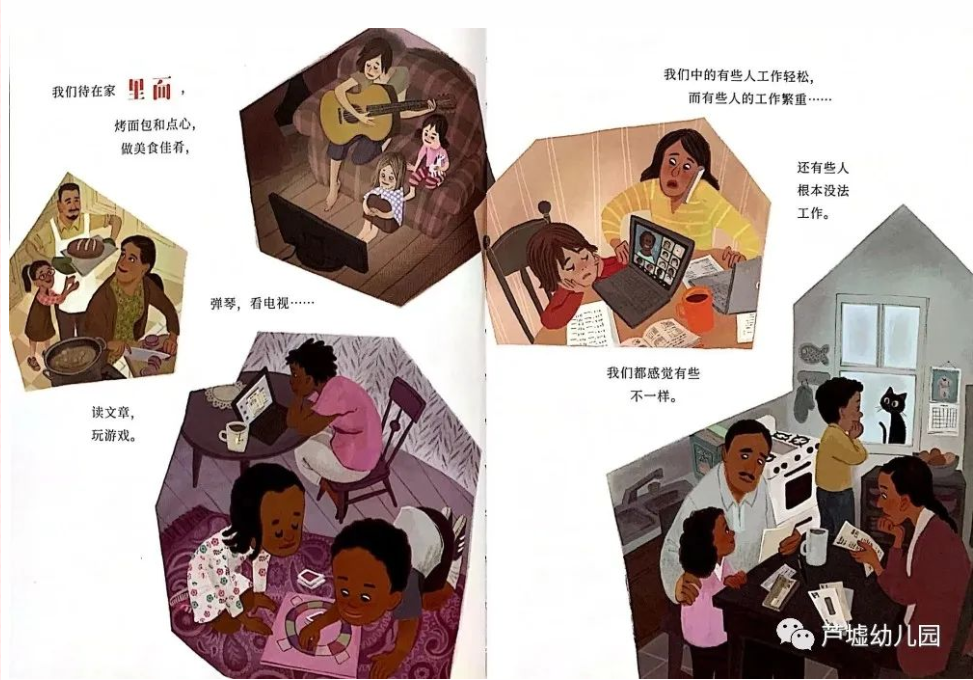 我们待在家 里面，
烤面包和点心，
做美食佳肴，
弹琴，看电视……
读文章，
玩游戏。
我们中的有些人工作轻松，
而有些人的工作繁重……
还有些人
根本没法
工作。
我们都感觉有些
不一样。
芦墟幼儿园